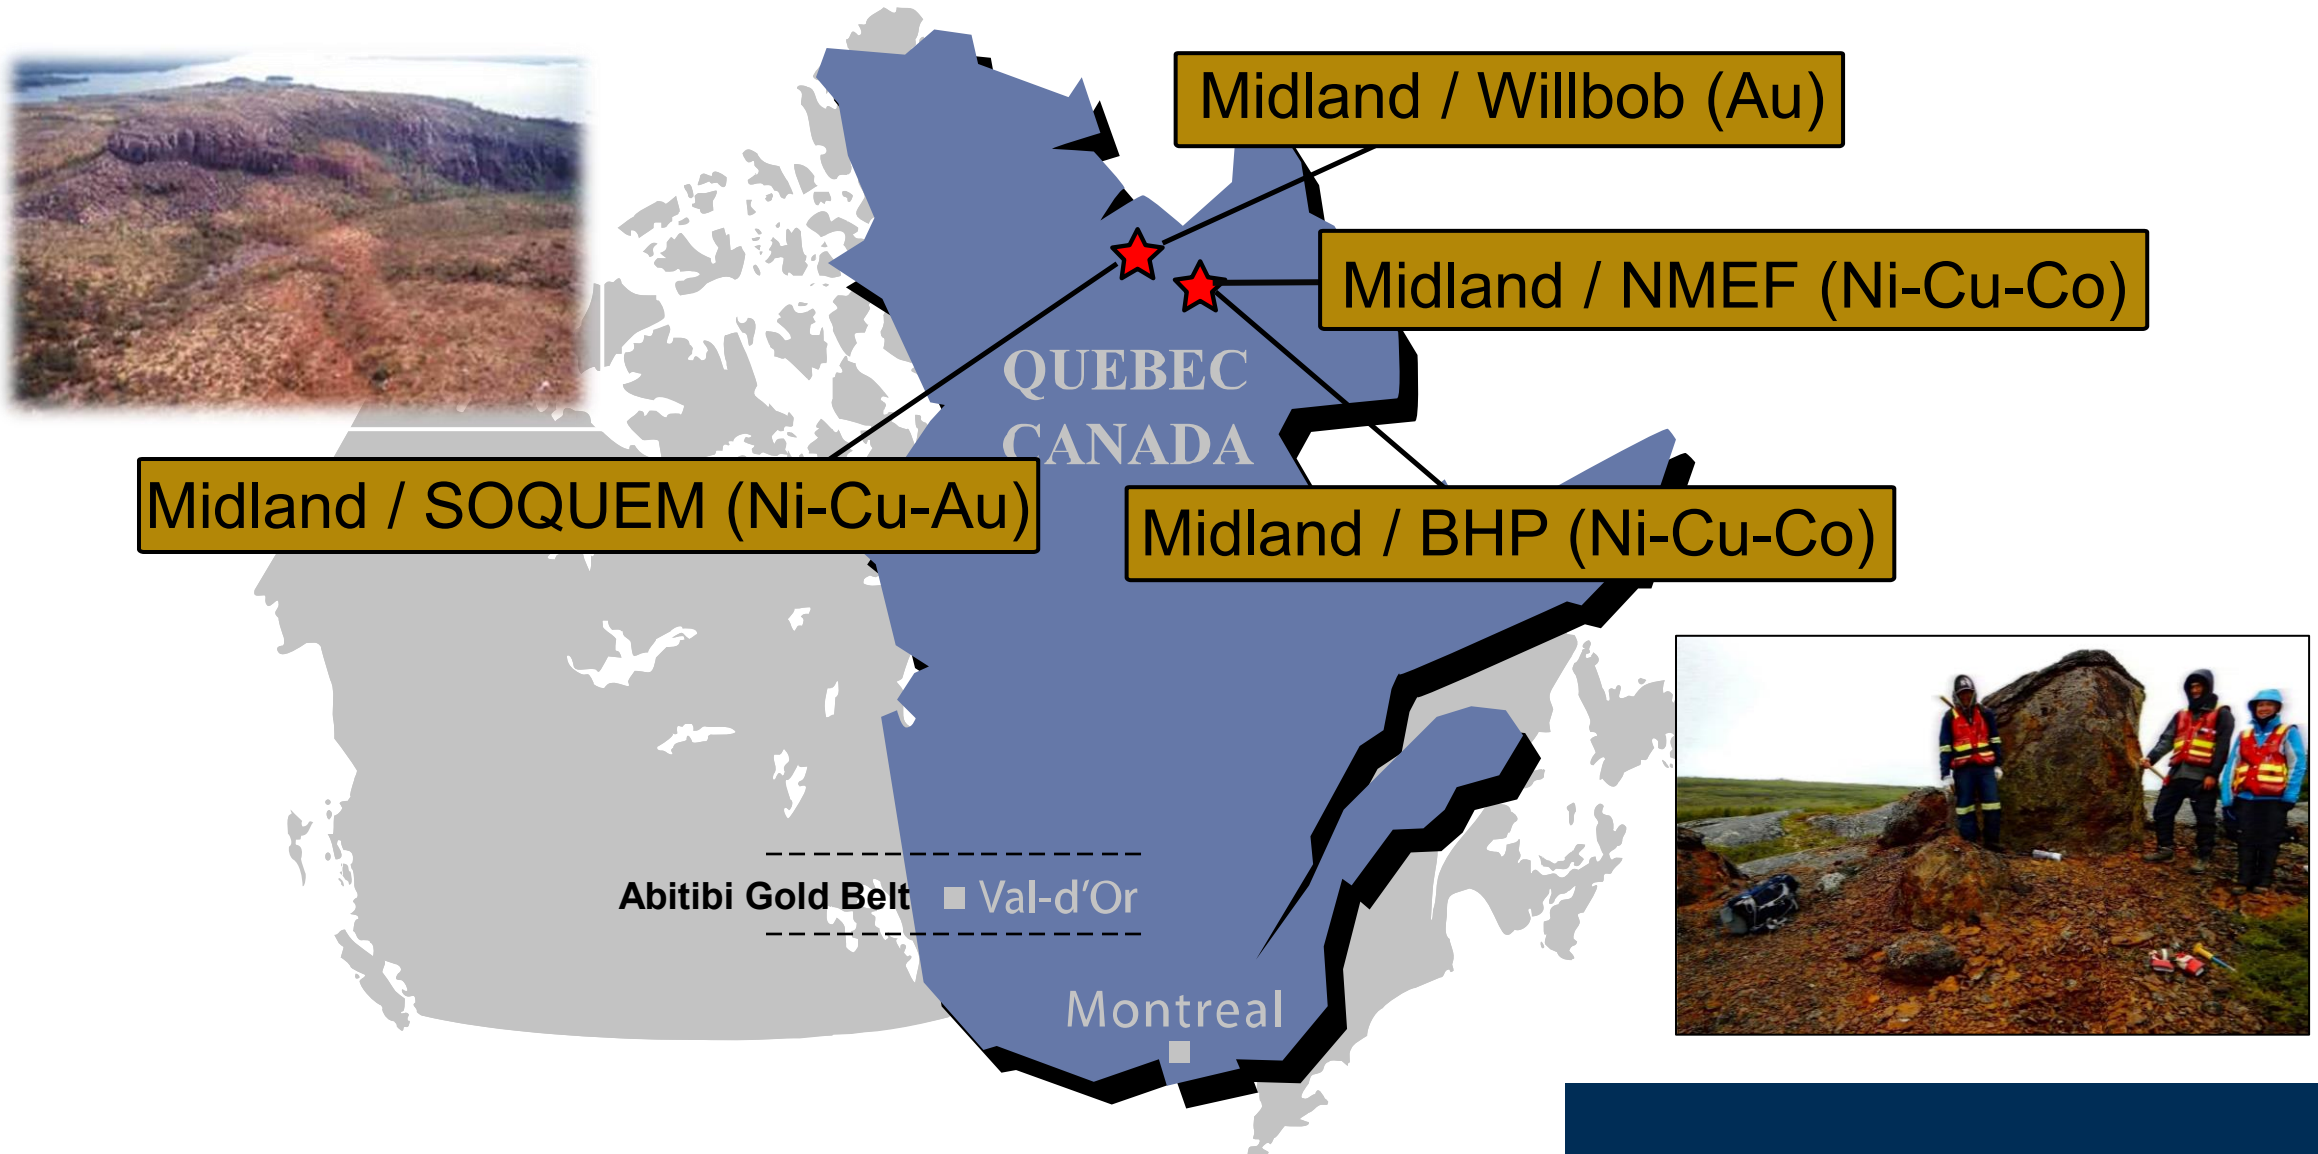 Midland / Willbob (Au)
Midland / NMEF (Ni-Cu-Co)
QUEBEC
CANADA
Midland / SOQUEM (Ni-Cu-Au)
Midland / BHP (Ni-Cu-Co)
Abitibi Gold Belt
Val-d'Or
Montreal